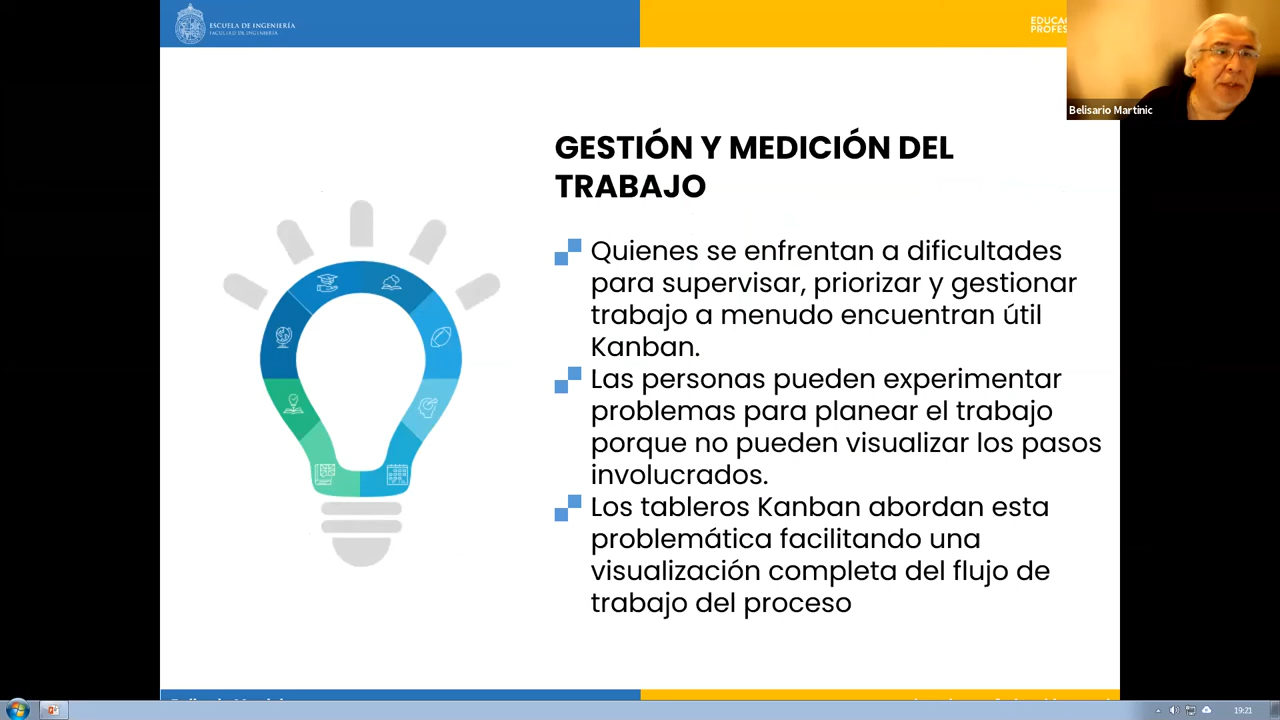 ESCUELA DE INGENIERÍA
FACULTAD DE INGENIERÍA
Belisario Martinic
GESTIÓN Y MEDICIÓN DEL
TRABAJO
Quienes se enfrentan a dificultades
para supervisar, priorizar y gestionar
trabajo a menudo encuentran útil
Kanban.
Las personas pueden experimentar
problemas para planear el trabajo
porque no pueden visualizar los pasos
involucrados.
Los tableros Kanban abordan esta
problemática facilitando una
visualización completa del flujo de
trabajo del proceso
19:21